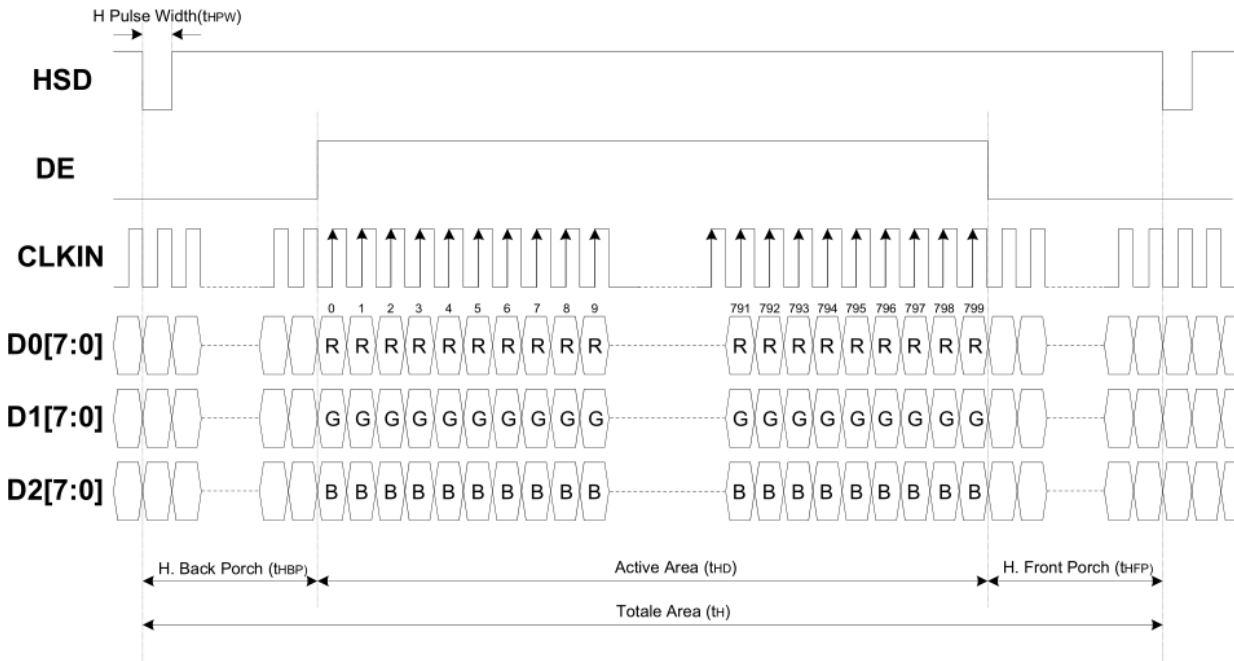 H Pulse Width(tHPW)
HSD
DE
CLKIN
0 1 2 3 4 5 6 7 8 9 791 792 793 794 795 796 797 798 799
D0[7:0] R R R R R R R R R R R R R R R R R R R
D1[7:0] G G G G G G G G G G G G G G G G G G G
D2[7:0] B B B B B B B B B B B B B B B B B B B
H. Back Porch (tHBP) Active Area (tHD) H. Front Porch (tHFP)
Totale Area (tH)